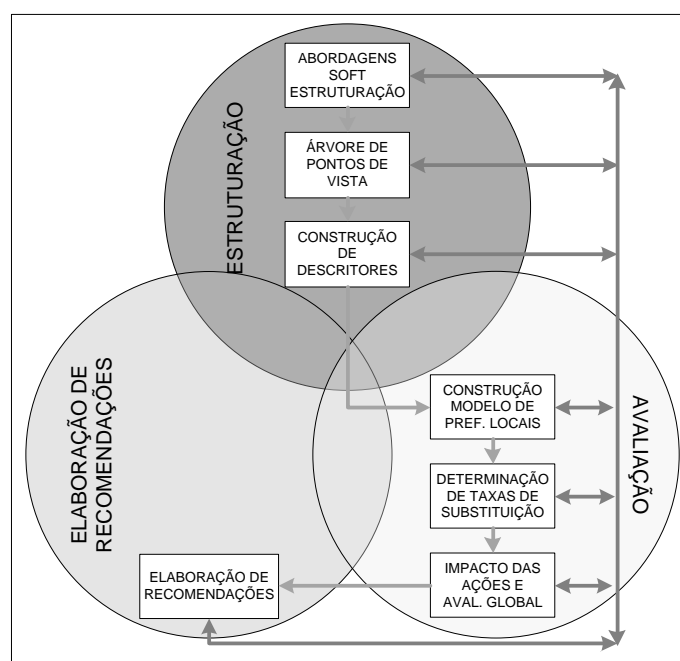 ABORDAGENS
SOFT
ESTRUTURAÇÃO
ESTRUTURAÇÃO
ÁRVORE DE
PONTOS DE
VISTA
CONSTRUÇÃO
DE
DESCRITORES
ELABORAÇÃO DE
RECOMENDAÇÕES
CONSTRUÇÃO
MODELO DE
PREF. LOCAIS
AVALIAÇÃO
DETERMINAÇÃO
DE TAXAS DE
SUBSTITUIÇÃO
IMPACTO DAS
AÇÕES E
AVAL. GLOBAL
ELABORAÇÃO DE
RECOMENDAÇÕES